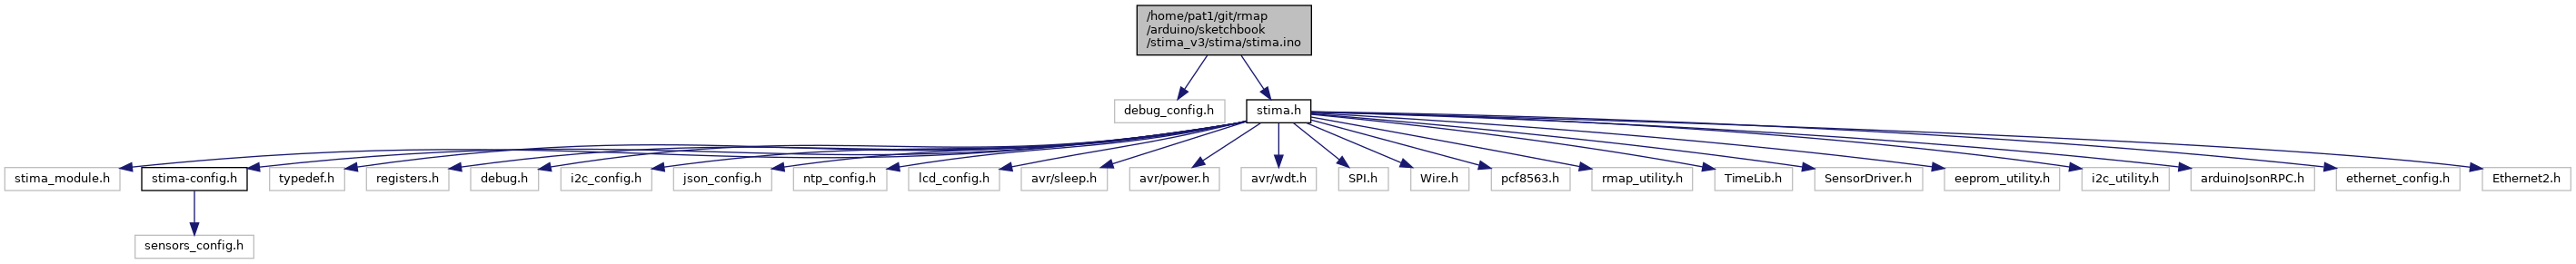 /home/pat1/git/rmap
/arduino/sketchbook
/stima_v3/stima/stima.ino
debug_config.h
stima.h
stima_module.h
stima-config.h
typedef.h
registers.h
debug.h
i2c_config.h
json_config.h
ntp_config.h
lcd_config.h
avr/sleep.h
avr/power.h
avr/wdt.h
SPI.h
Wire.h
pcf8563.h
rmap_utility.h
TimeLib.h
SensorDriver.h
eeprom_utility.h
i2c_utility.h
arduinoJsonRPC.h
ethernet_config.h
Ethernet2.h
sensors_config.h